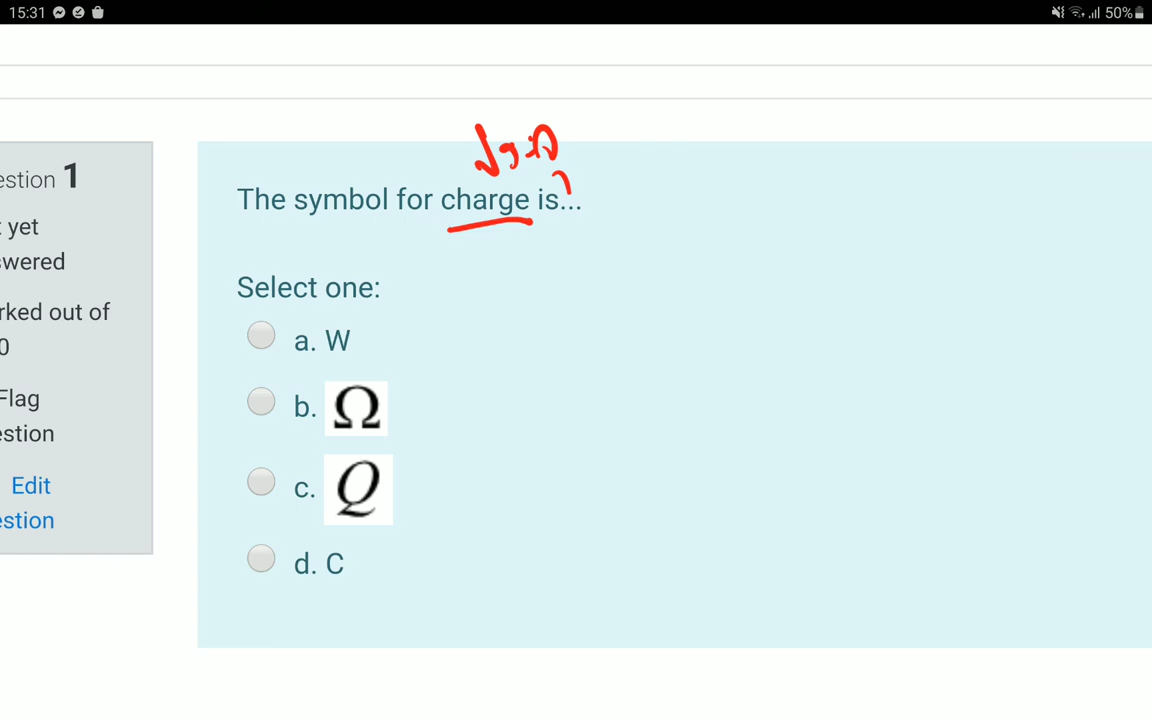 15:31 50%
estion 1
yet
swered
rked out of
0
Flag
estion
Edit
estion
The symbol for charge is...
Select one:
a. W
b. Ω
c. Q
d. C